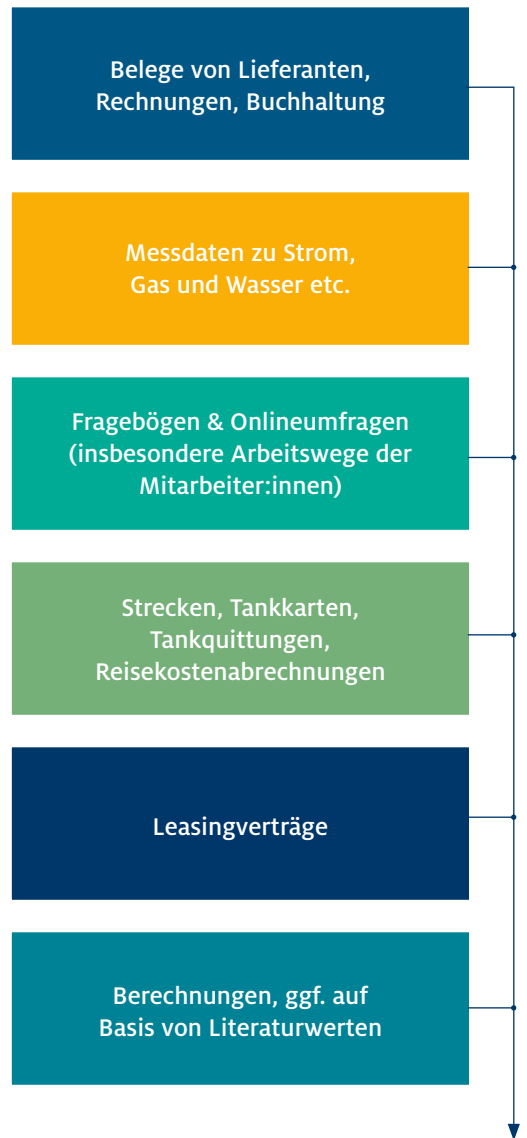 Belege von Lieferanten,
Rechnungen, Buchhaltung
Messdaten zu Strom,
Gas und Wasser etc.
Fragebögen & Onlineumfragen
(insbesondere Arbeitswege der
Mitarbeiter:innen)
Strecken, Tankkarten,
Tankquittungen,
Reisekostenabrechnungen
Leasingverträge
Berechnungen, ggf. auf
Basis von Literaturwerten